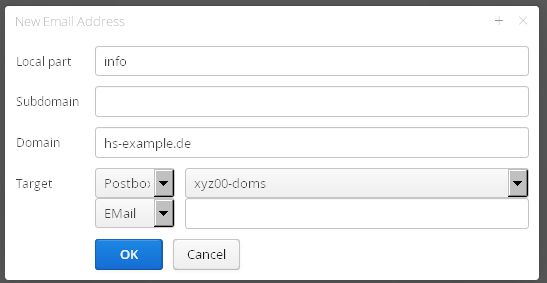 New Email Address
Local part info
Subdomain
Domain hs-example.de
Target Postbox xyz00-doms
EMail
OK Cancel